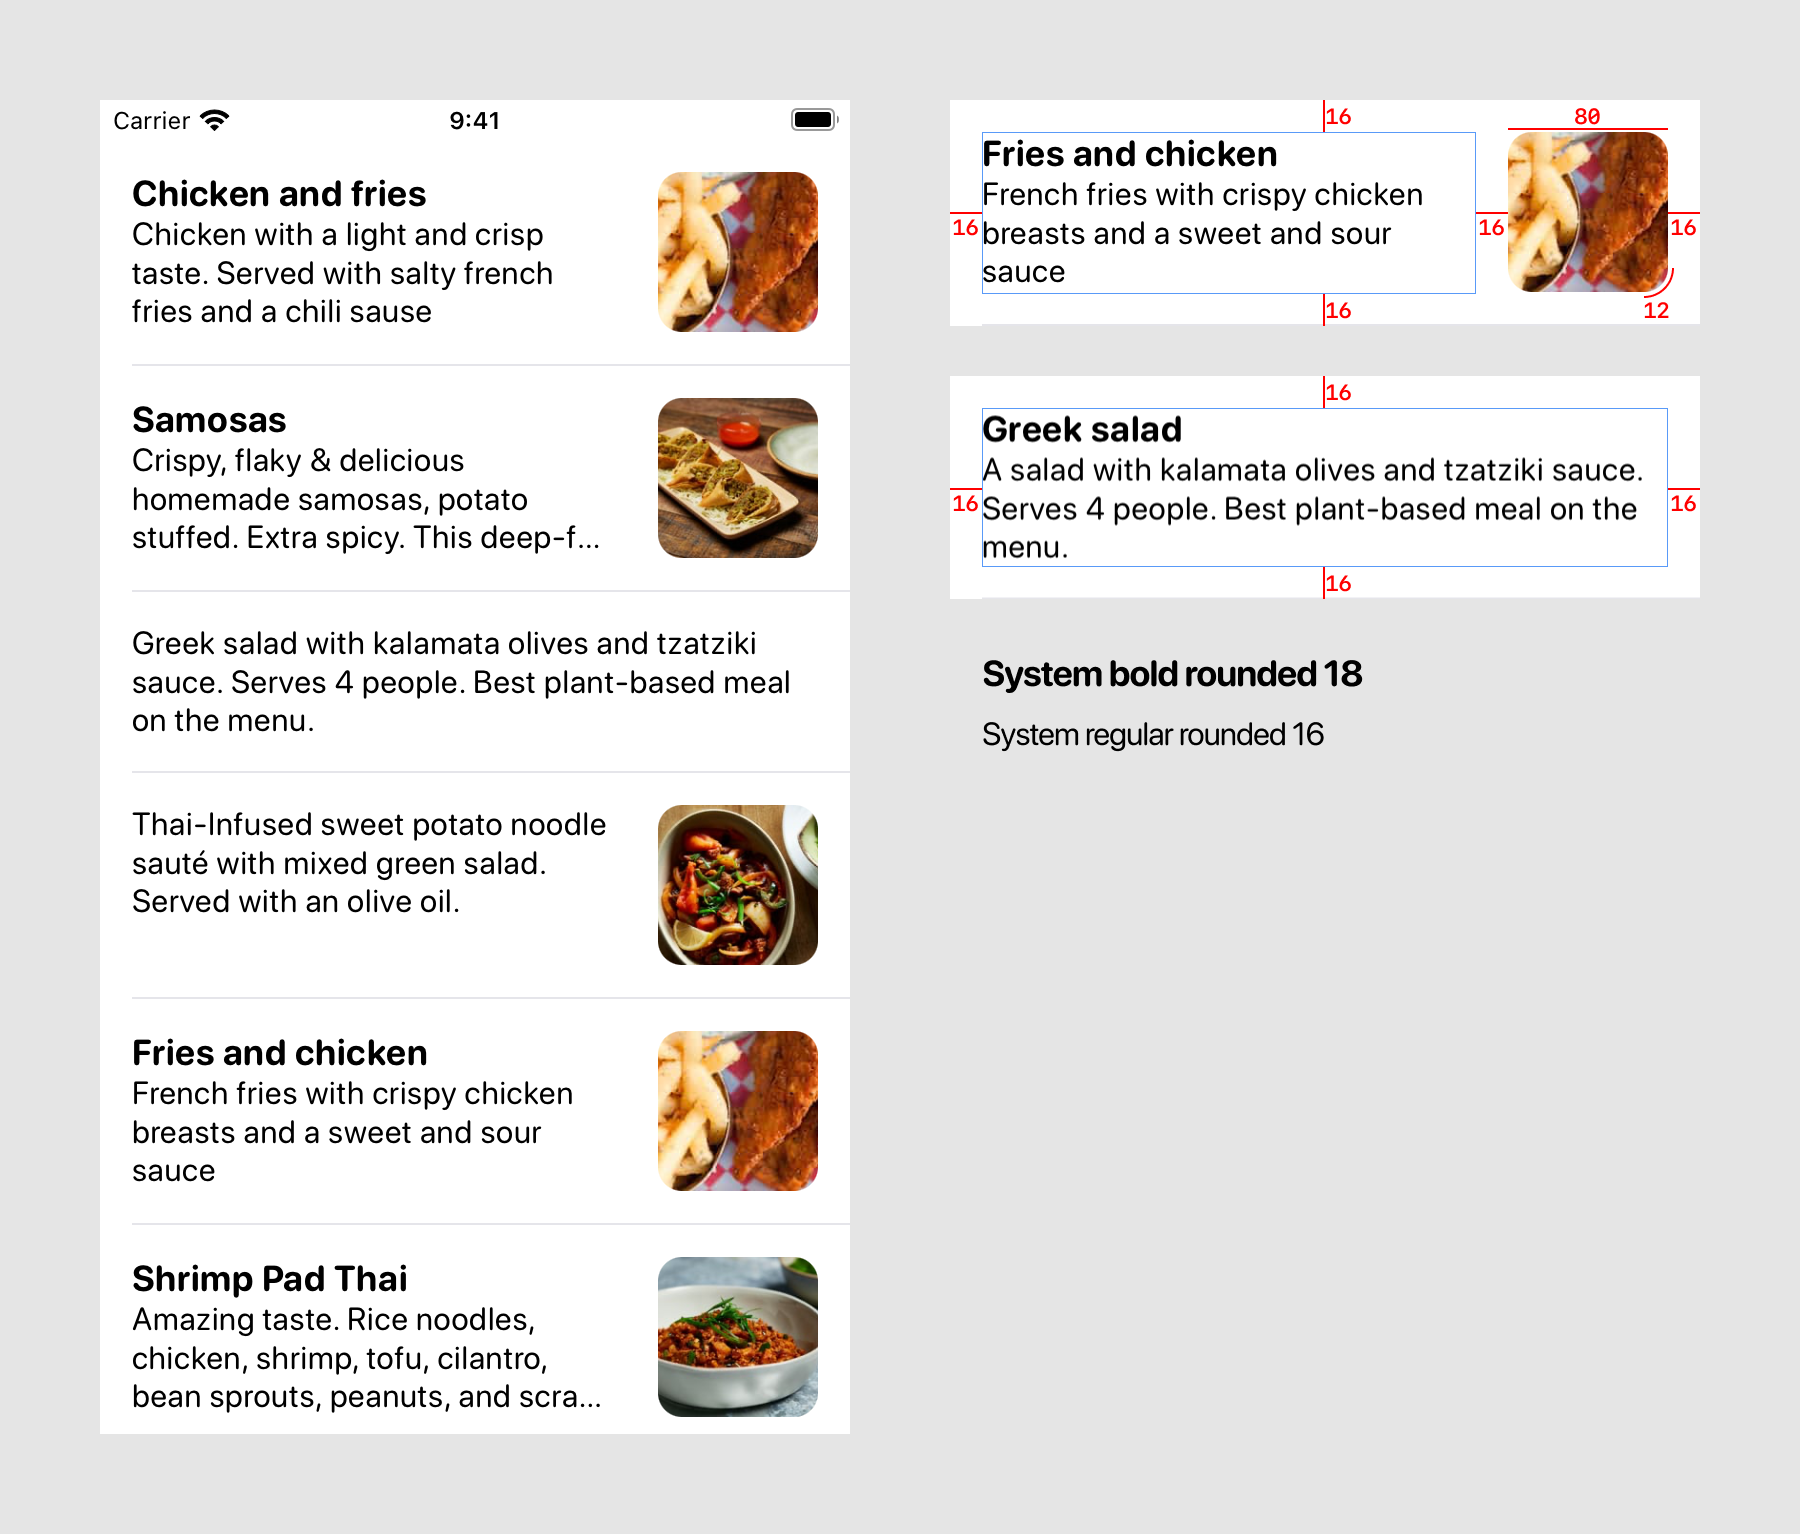 Carrier
9:41
Chicken and fries
Chicken with a light and crisp
taste. Served with salty french
fries and a chili sause
Samosas
Crispy, flaky & delicious
homemade samosas, potato
stuffed. Extra spicy. This deep-f...
Greek salad with kalamata olives and tzatziki
sauce. Serves 4 people. Best plant-based meal
on the menu.
Thai-Infused sweet potato noodle
sauté with mixed green salad.
Served with an olive oil.
Fries and chicken
French fries with crispy chicken
breasts and a sweet and sour
sauce
Shrimp Pad Thai
Amazing taste. Rice noodles,
chicken, shrimp, tofu, cilantro,
bean sprouts, peanuts, and scra...
16
80
Fries and chicken
French fries with crispy chicken
breasts and a sweet and sour
sauce
16
16
16
16
12
16
Greek salad
A salad with kalamata olives and tzatziki sauce.
Serves 4 people. Best plant-based meal on the
menu.
16
16
16
System bold rounded 18
System regular rounded 16